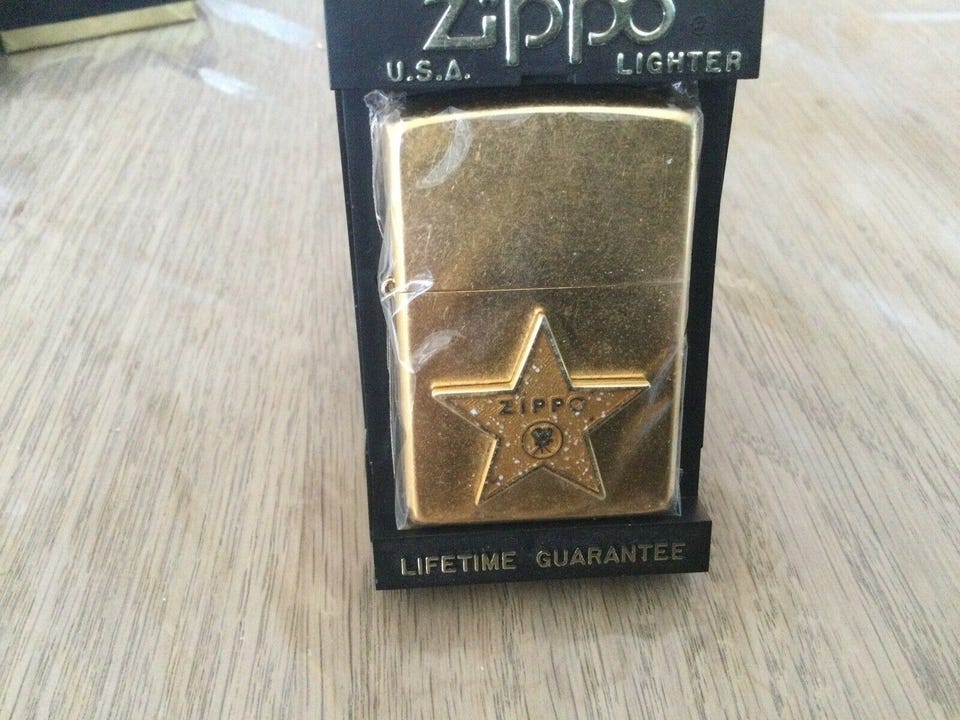 Zippo ®
U.S.A. LIGHTER
ZIPPO
LIFETIME GUARANTEE